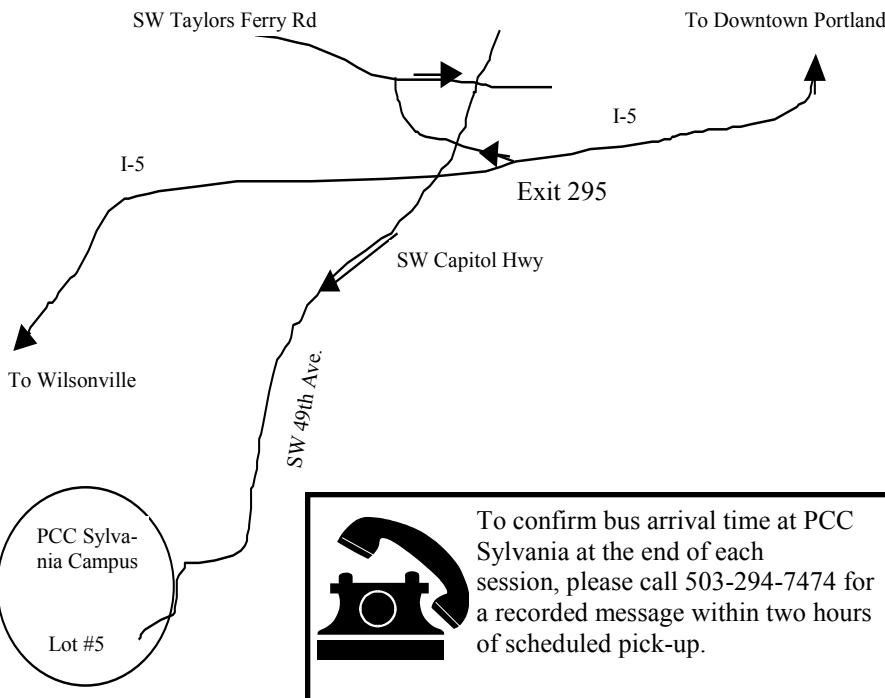 SW Taylors Ferry Rd
To Downtown Portland
I-5
I-5
Exit 295
SW Capitol Hwy
To Wilsonville
SW 49th Ave.
PCC Sylva-
nia Campus
Lot #5
To confirm bus arrival time at PCC
Sylvania at the end of each
session, please call 503-294-7474 for
a recorded message within two hours
of scheduled pick-up.